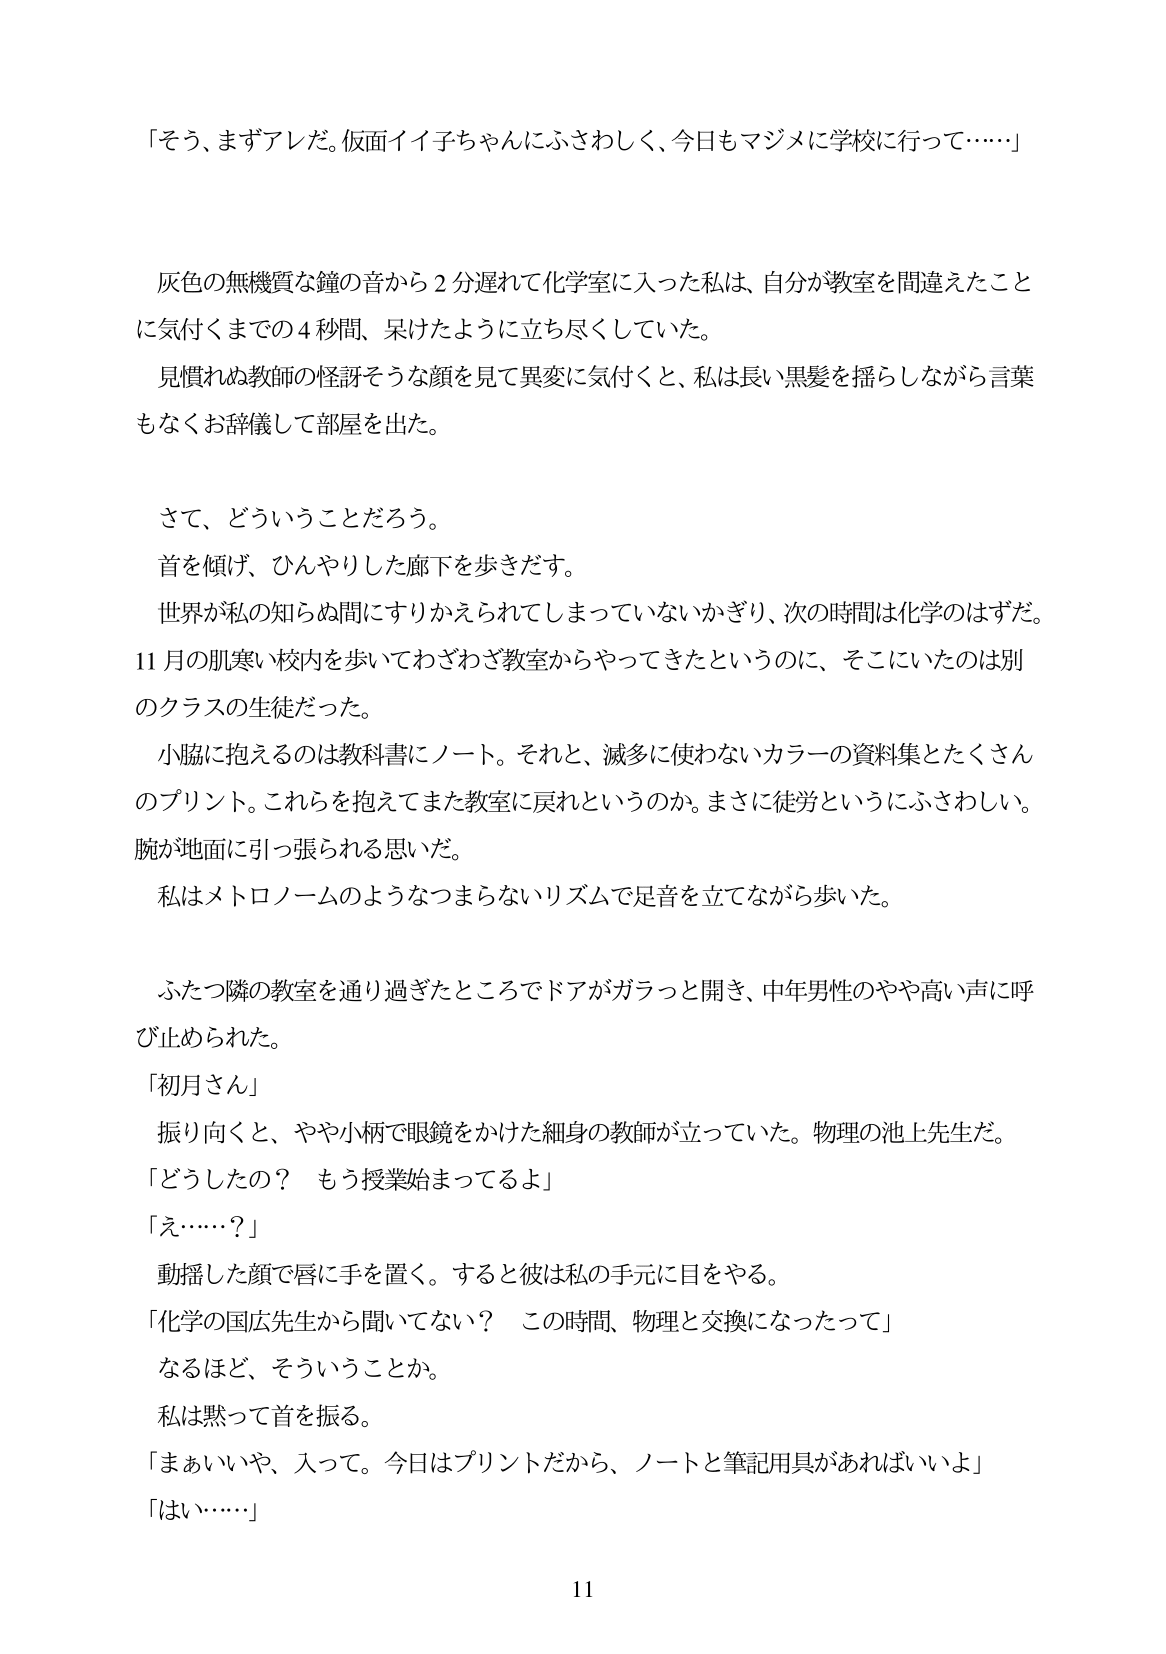 「そう、まずアレだ。仮面イイ子ちゃんにふさわしく、今日もマジメに学校に行って……」
　灰色の無機質な鐘の音から 2 分遅れて化学室に入った私は、自分が教室を間違えたこと
に気付くまでの 4 秒間、呆けたように立ち尽くしていた。
　見慣れぬ教師の怪訝そうな顔を見て異変に気付くと、私は長い黒髪を揺らしながら言葉
もなくお辞儀して部屋を出た。
　さて、どういうことだろう。
　首を傾げ、ひんやりした廊下を歩きだす。
　世界が私の知らぬ間にすりかえられてしまっていないかぎり、次の時間は化学のはずだ。
11 月の肌寒い校内を歩いてわざわざ教室からやってきたというのに、そこにいたのは別
のクラスの生徒だった。
　小脇に抱えるのは教科書にノート。それと、滅多に使わないカラーの資料集とたくさん
のプリント。これらを抱えてまた教室に戻れというのか。まさに徒労というにふさわしい。
腕が地面に引っ張られる思いだ。
　私はメトロノームのようなつまらないリズムで足音を立てながら歩いた。
　ふたつ隣の教室を通り過ぎたところでドアがガラっと開き、中年男性のやや高い声に呼
び止められた。
「初月さん」
　振り向くと、やや小柄で眼鏡をかけた細身の教師が立っていた。物理の池上先生だ。
「どうしたの？　もう授業始まってるよ」
「え……？」
　動揺した顔で唇に手を置く。すると彼は私の手元に目をやる。
「化学の国広先生から聞いてない？　この時間、物理と交換になったって」
　なるほど、そういうことか。
　私は黙って首を振る。
「まぁいいや、入って。今日はプリントだから、ノートと筆記用具があればいいよ」
「はい……」
11